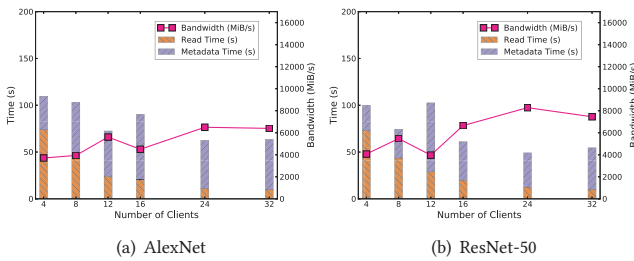 200
150
100
50
0
Time (s)
Bandwidth (MiB/s)
Read Time (s)
Metadata Time (s)
16000
14000
12000
10000
8000
6000
4000
2000
0
Bandwidth (MiB/s)
4 8 12 16 24 32
Number of Clients
(a) AlexNet
200
150
100
50
0
Time (s)
Bandwidth (MiB/s)
Read Time (s)
Metadata Time (s)
16000
14000
12000
10000
8000
6000
4000
2000
0
Bandwidth (MiB/s)
4 8 12 16 24 32
Number of Clients
(b) ResNet-50